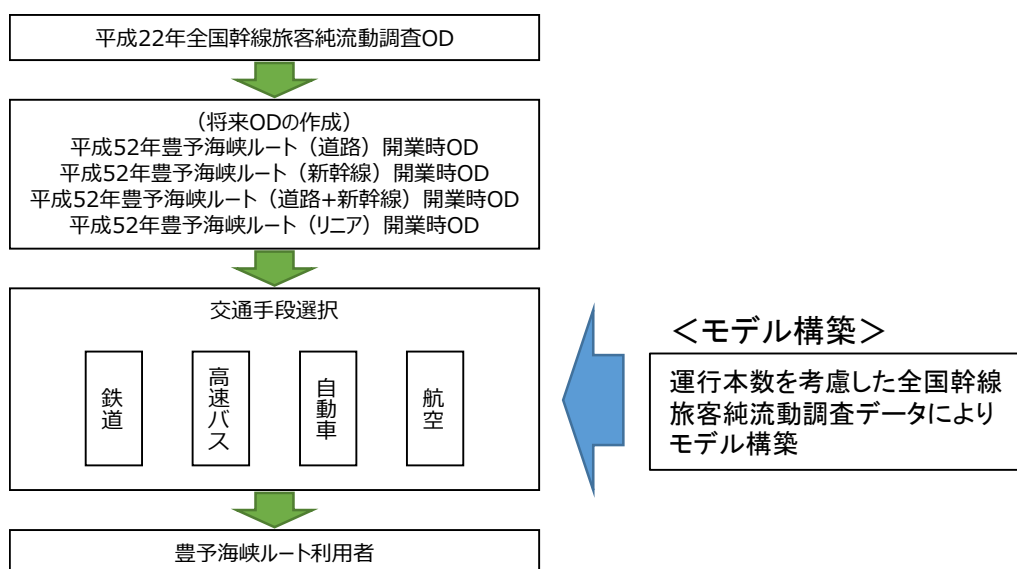 平成22年全国幹線旅客純流動調査OD
(将来ODの作成)
平成52年豊予海峡ルート(道路)開業時OD
平成52年豊予海峡ルート(新幹線)開業時OD
平成52年豊予海峡ルート(道路+新幹線)開業時OD
平成52年豊予海峡ルート(リニア)開業時OD
交通手段選択
鉄道
高速バス
自動車
航空
<モデル構築>
運行本数を考慮した全国幹線
旅客純流動調査データにより
モデル構築
豊予海峡ルート利用者